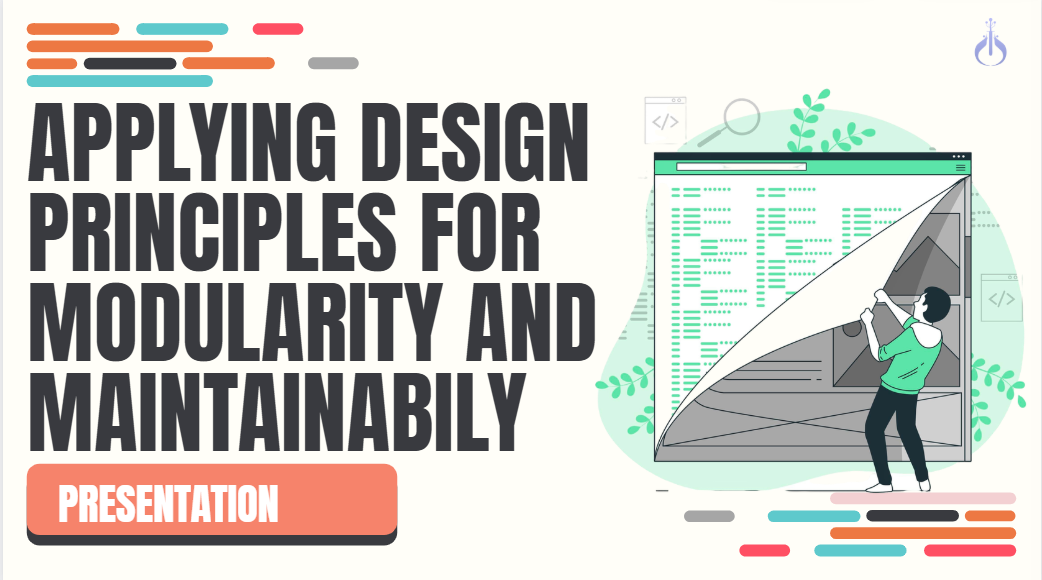 APPLYING DESIGN
PRINCIPLES FOR
MODULARITY AND
MAINTAINABILY
PRESENTATION
</>
</>